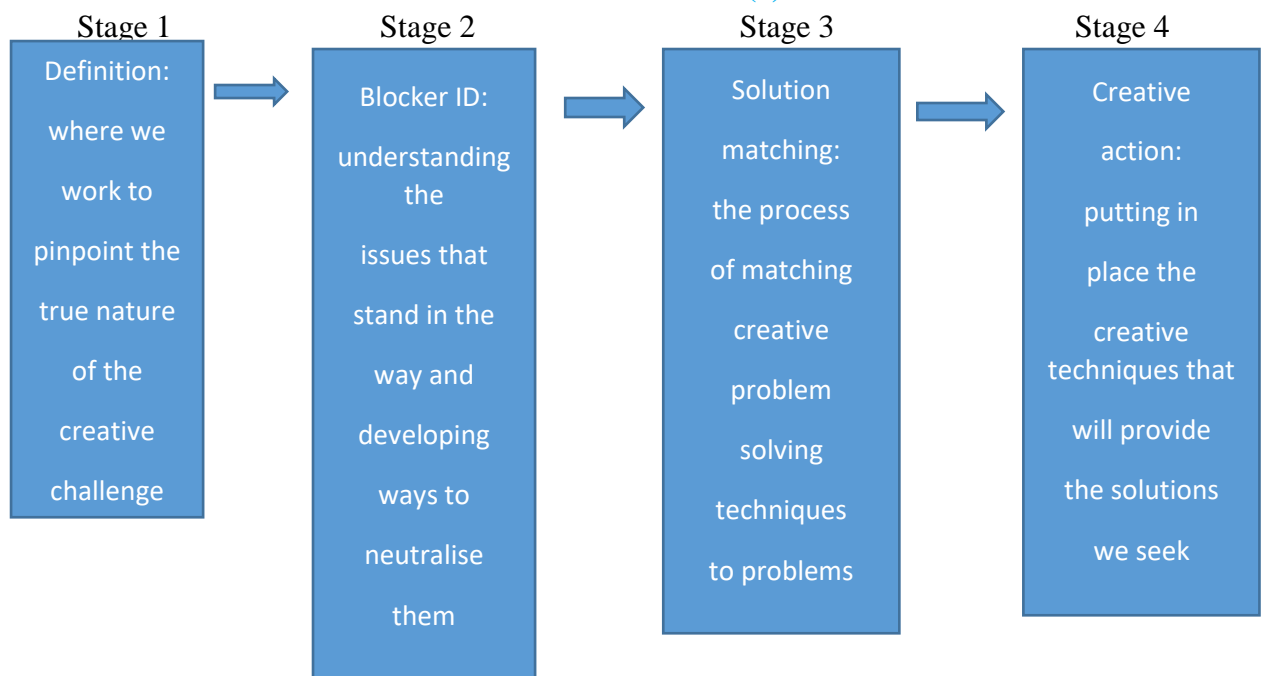 Stage 1
Definition:
where we
work to
pinpoint the
true nature
of the
creative
challenge
Stage 2
Blocker ID:
understanding
the
issues that
stand in the
way and
developing
ways to
neutralise
them
Stage 3
Solution
matching:
the process
of matching
creative
problem
solving
techniques
to problems
Stage 4
Creative
action:
putting in
place the
creative
techniques that
will provide
the solutions
we seek